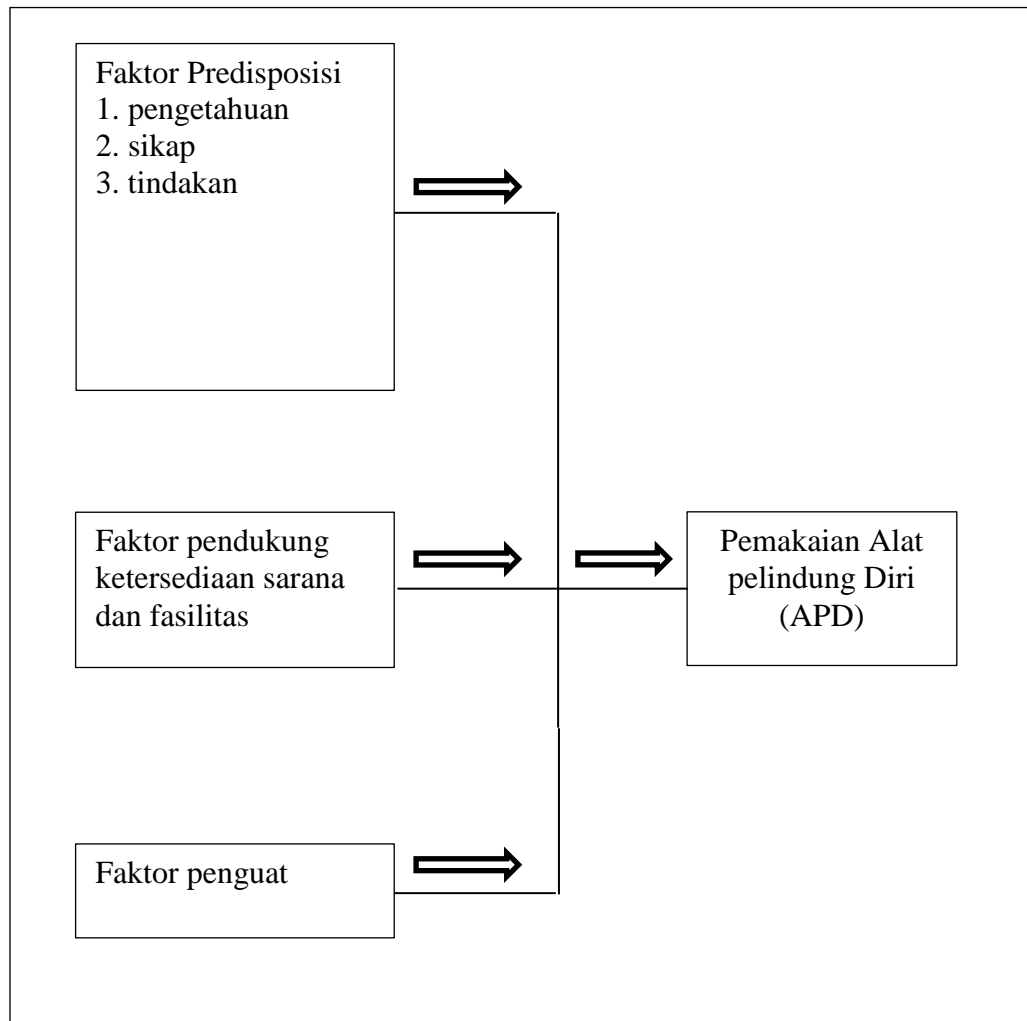 Faktor Predisposisi
1. pengetahuan
2. sikap
3. tindakan
Faktor pendukung
ketersediaan sarana
dan fasilitas
Pemakaian Alat
pelindung Diri
(APD)
Faktor penguat